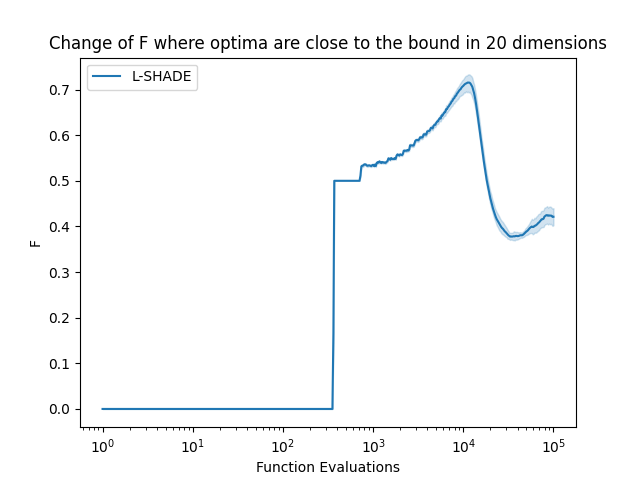 Change of F where optima are close to the bound in 20 dimensions
L-SHADE
F
0.7
0.6
0.5
0.4
0.3
0.2
0.1
0.0
10⁰ 10¹ 10² 10³ 10⁴ 10⁵
Function Evaluations